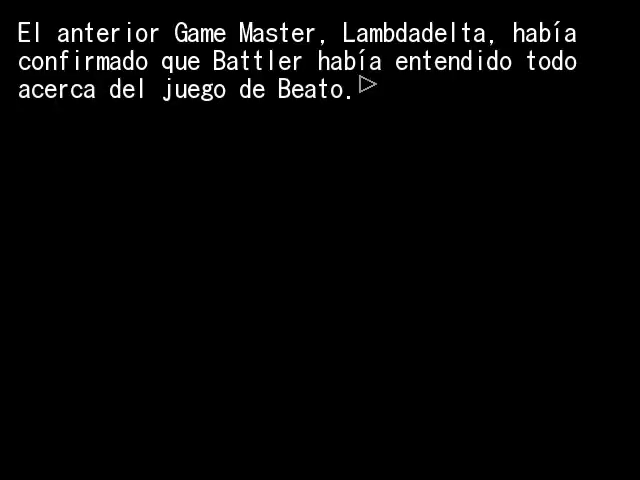 El anterior Game Master, Lambdadelta, había
confirmado que Battler había entendido todo
acerca del juego de Beato.